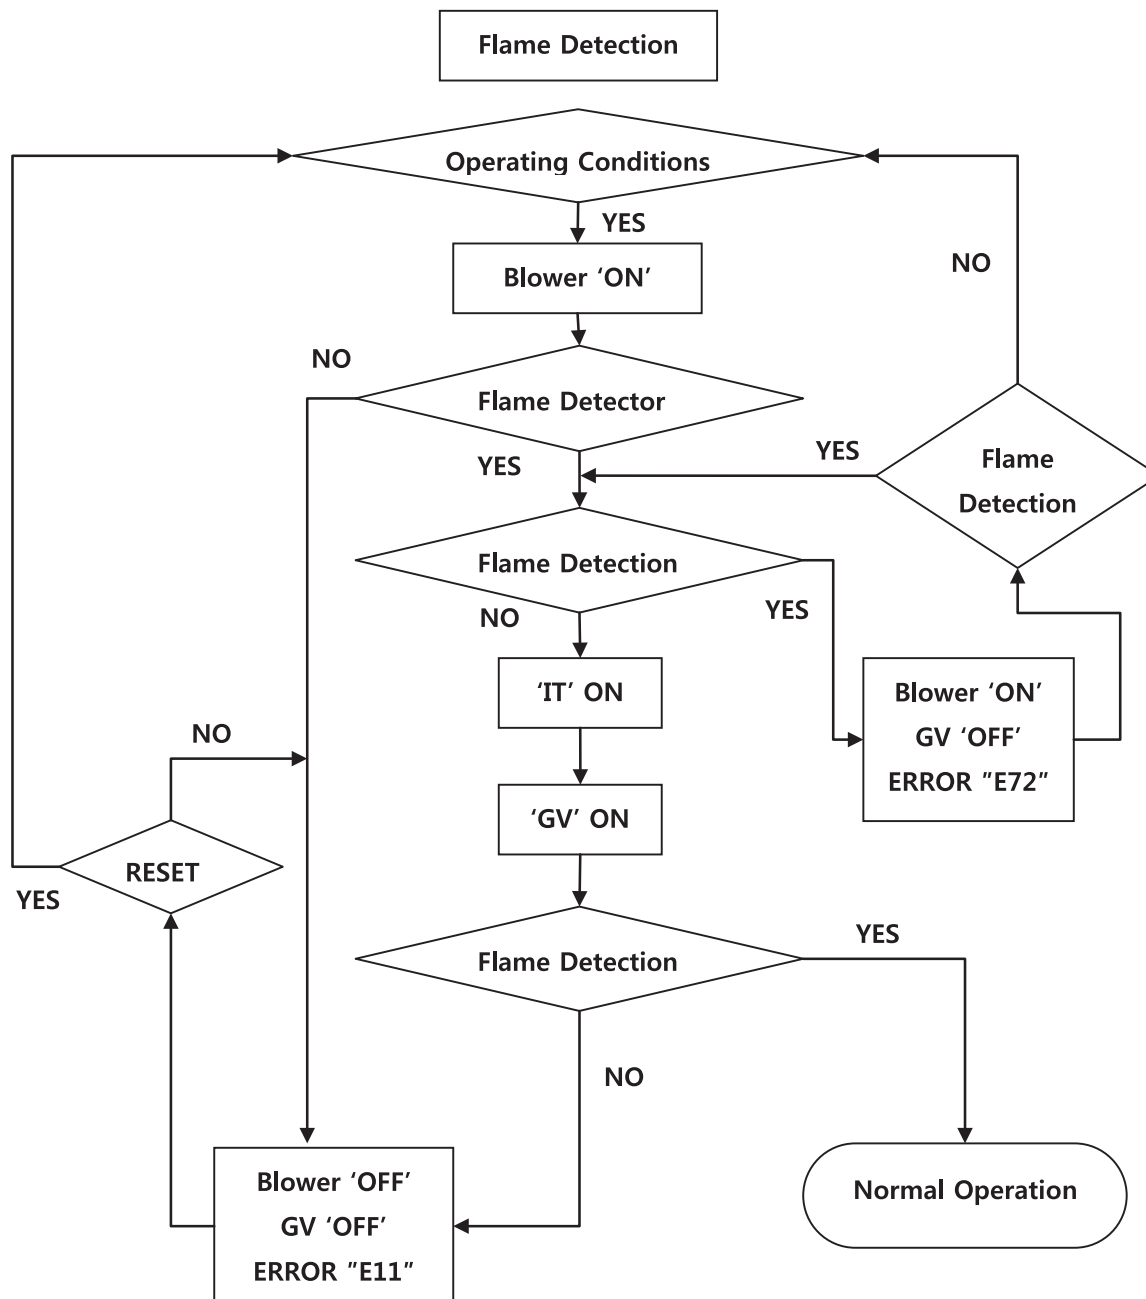 Flame Detection
Operating Conditions
YES
NO
Blower ‘ON’
NO
Flame Detector
YES
YES
Flame
Detection
Flame Detection
NO
YES
‘IT’ ON
Blower ‘ON’
GV ‘OFF’
ERROR "E72"
NO
‘GV’ ON
RESET
YES
Flame Detection
YES
NO
Blower ‘OFF’
GV ‘OFF’
ERROR "E11"
Normal Operation